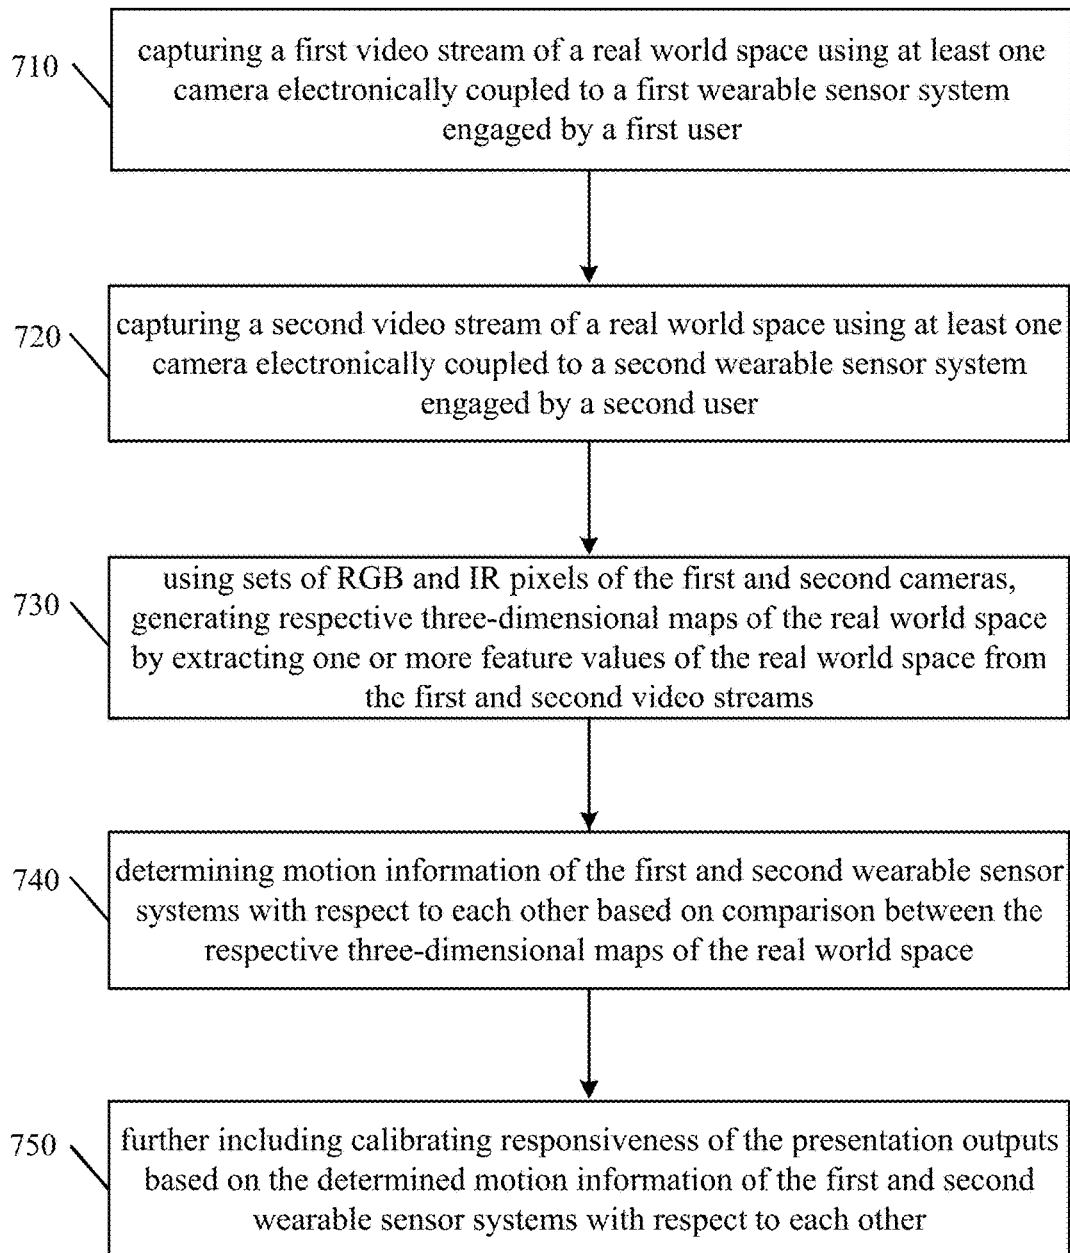 710
capturing a first video stream of a real world space using at least one
camera electronically coupled to a first wearable sensor system
engaged by a first user
720
capturing a second video stream of a real world space using at least one
camera electronically coupled to a second wearable sensor system
engaged by a second user
730
using sets of RGB and IR pixels of the first and second cameras,
generating respective three-dimensional maps of the real world space
by extracting one or more feature values of the real world space from
the first and second video streams
740
determining motion information of the first and second wearable sensor
systems with respect to each other based on comparison between the
respective three-dimensional maps of the real world space
750
further including calibrating responsiveness of the presentation outputs
based on the determined motion information of the first and second
wearable sensor systems with respect to each other